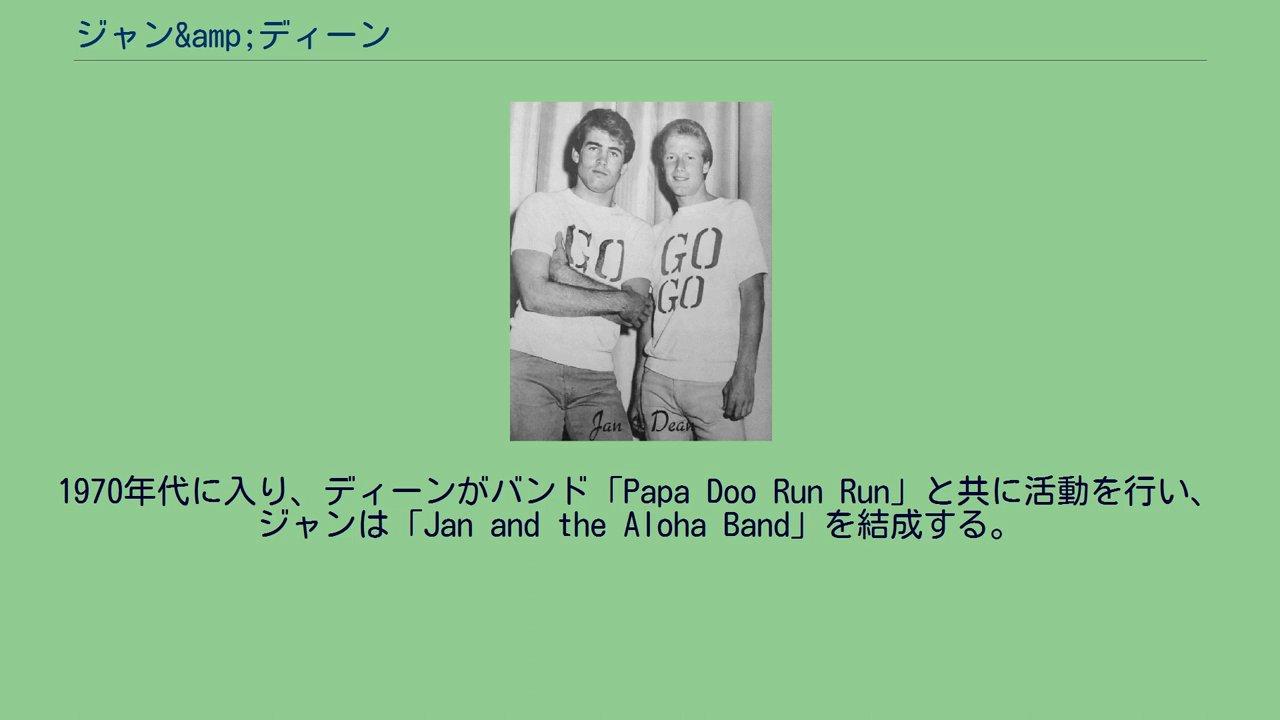 ジャン&amp;ディーン
GO
GO
GO
Jan & Dean
1970年代に入り、ディーンがバンド「Papa Doo Run Run」と共に活動を行い、
ジャンは「Jan and the Aloha Band」を結成する。